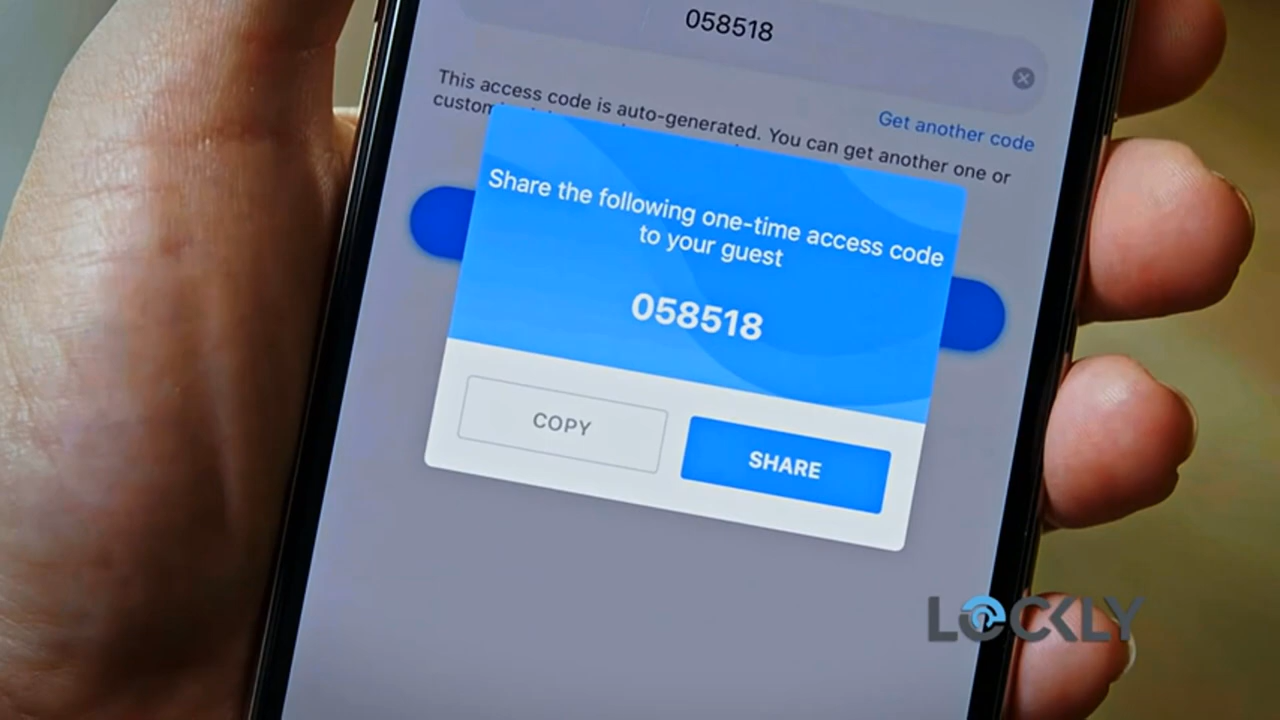 058518
This access code is auto-generated. You can get another one or
Get another code
Share the following one-time access code
to your guest
058518
COPY
SHARE
LOCKLY